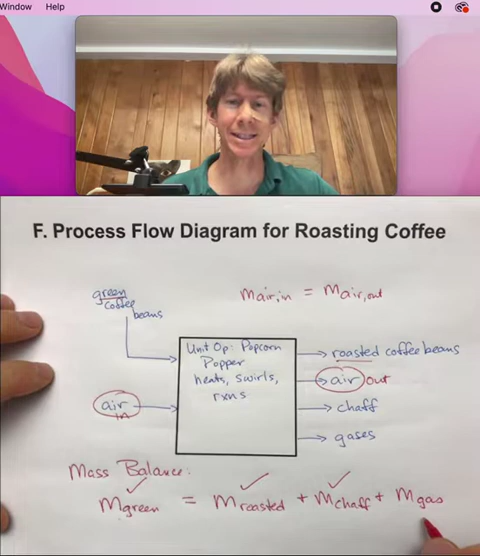 Window Help
F. Process Flow Diagram for Roasting Coffee
green
coffee
beans
Mair,in = Mair,out
Unit Op: Popcorn
Popper
heats, swirls,
rxns
roasted coffee beans
air in
air out
chaff
gases
Mass Balance:
Mgreen = Mroasted + Mchaff + Mgas